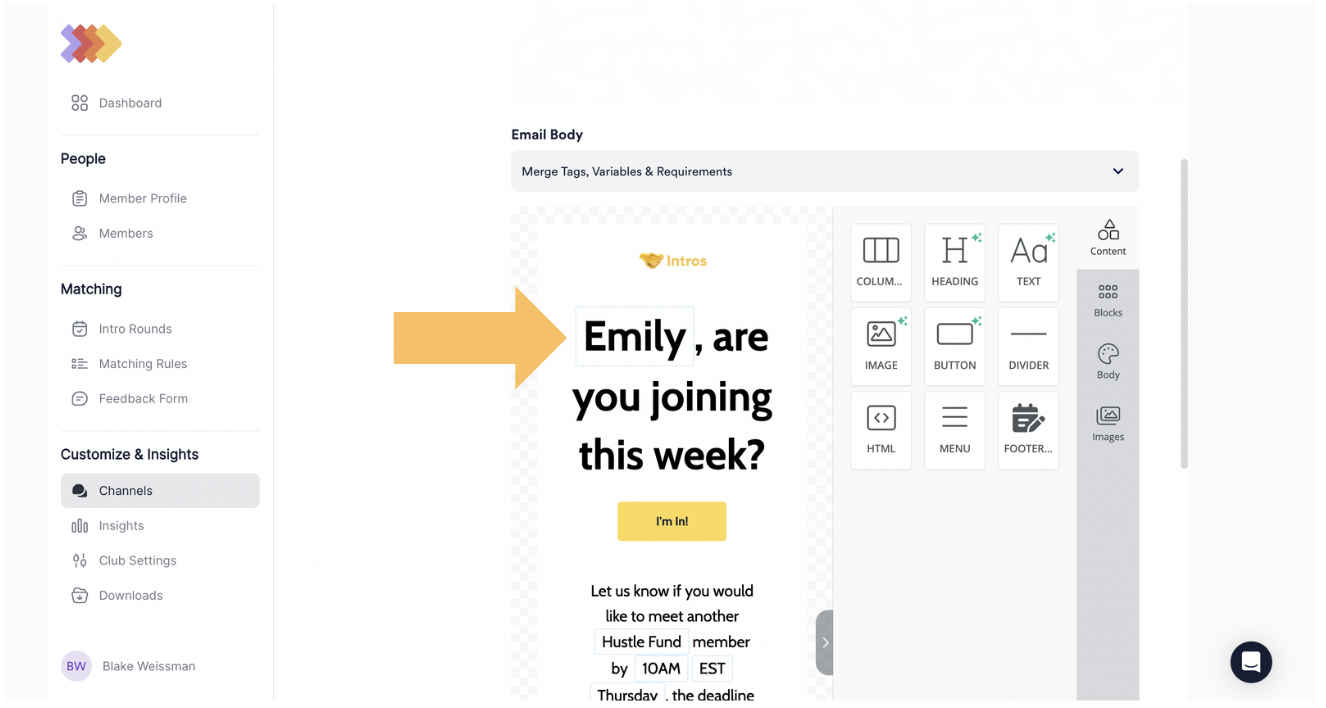 Dashboard
People
Member Profile
Members
Matching
Intro Rounds
Matching Rules
Feedback Form
Customize & Insights
Channels
Insights
Club Settings
Downloads
BW Blake Weissman
Email Body
Merge Tags, Variables & Requirements
Intros
Emily , are
you joining
this week?
I'm In!
Let us know if you would
like to meet another
Hustle Fund member
by 10AM EST
Thursday , the deadline
COLUM... HEADING TEXT
IMAGE BUTTON DIVIDER
HTML MENU FOOTER...
Content
Blocks
Body
Images